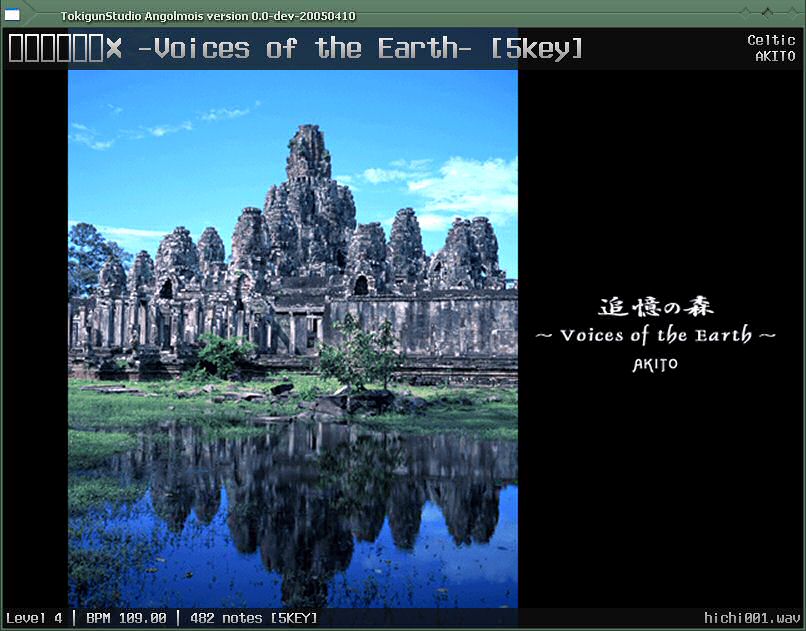 TokigunStudio Angolmois version 0.0-dev-20050410
□□□□□□X -Voices of the Earth- [5key]
Celtic
AKITO
追憶の森
~ Voices of the Earth ~
AKITO
Level 4 | BPM 109.00 | 482 notes [5KEY]
hichi001.wav